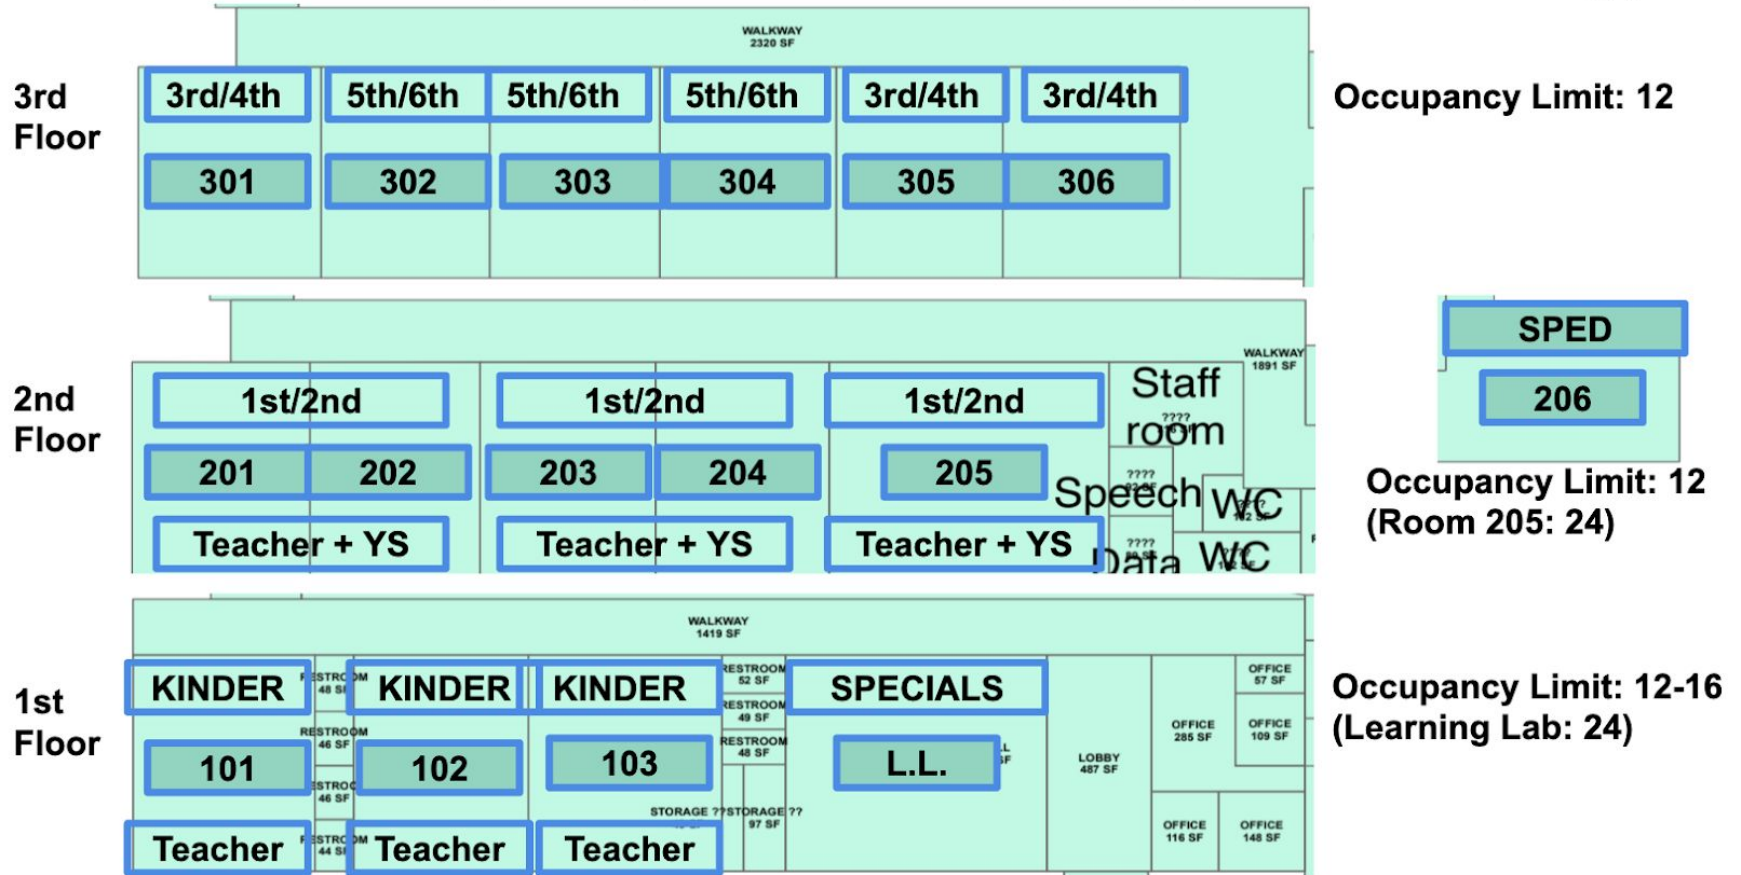 WALKWAY
2320 SF
3rd
Floor
3rd/4th 5th/6th 5th/6th 5th/6th 3rd/4th 3rd/4th
Occupancy Limit: 12
301 302 303 304 305 306
2nd
Floor
WALKWAY
1891 SF
1st/2nd 1st/2nd 1st/2nd
Staff
????
room
201 202 203 204 205
????
Speech
WC
Teacher + YS Teacher + YS Teacher + YS
????
Data
WC
SPED
206
Occupancy Limit: 12
(Room 205: 24)
WALKWAY
1419 SF
1st
Floor
KINDER KINDER KINDER SPECIALS
RESTROOM
52 SF
RESTROOM
49 SF
RESTROOM
48 SF
RESTROOM
46 SF
46 SF
101 102 103 L.L.
STORAGE ?? STORAGE ??
97 SF
Teacher Teacher Teacher
LOBBY
487 SF
OFFICE
285 SF
OFFICE
57 SF
OFFICE
109 SF
OFFICE
116 SF
OFFICE
148 SF
Occupancy Limit: 12-16
(Learning Lab: 24)